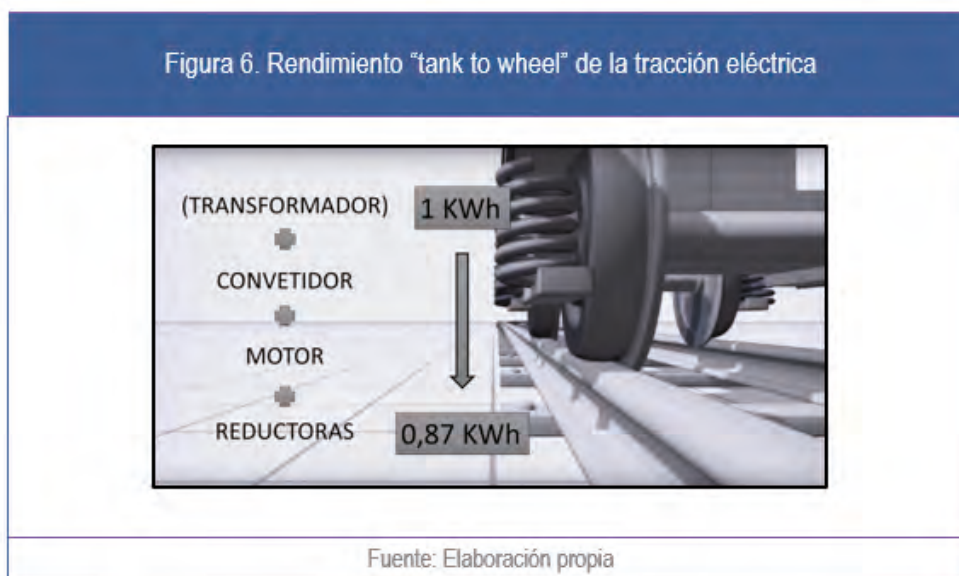 Figura 6. Rendimiento “tank to wheel” de la tracción eléctrica
(TRANSFORMADOR) 1 KWh
CONVETIDOR
MOTOR
REDUCTORAS 0,87 KWh
Fuente: Elaboración propia